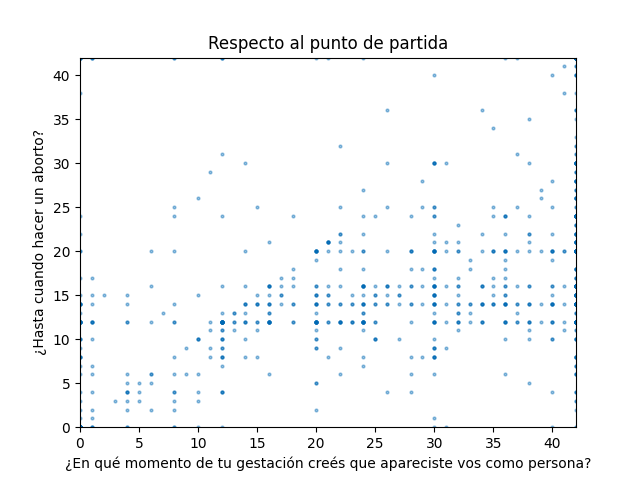 Respecto al punto de partida
¿Hasta cuando hacer un aborto?
40
35
30
25
20
15
10
5
0
0 5 10 15 20 25 30 35 40
¿En qué momento de tu gestación creés que apareciste vos como persona?